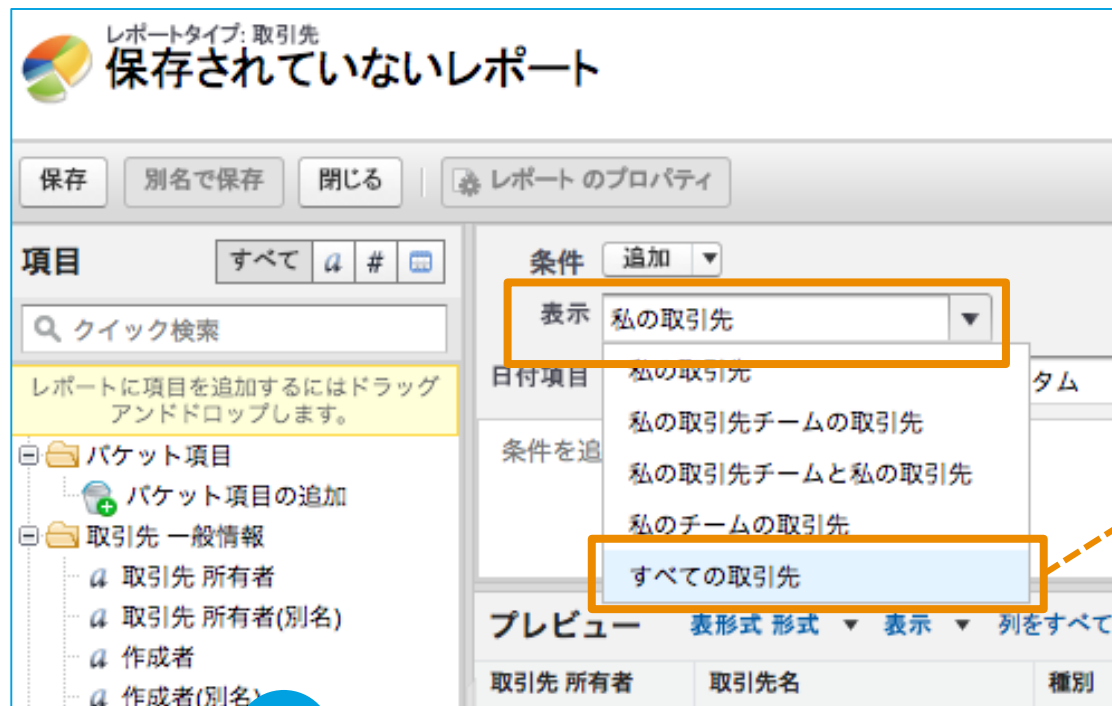 レポートタイプ: 取引先
保存されていないレポート
保存 別名で保存 閉じる レポート のプロパティ
項目 すべて a #
クイック検索
レポートに項目を追加するにはドラッグ
アンドドロップします。
バケット項目
バケット項目の追加
取引先 一般情報
a 取引先 所有者
a 取引先 所有者(別名)
a 作成者
a 作成者(別名)
条件 追加
表示 私の取引先
日付項目 私の取引先 タム
私の取引先チームの取引先
条件を追
私の取引先チームと私の取引先
私のチームの取引先
すべての取引先
プレビュー 表形式 形式 表示 列をすべて
取引先 所有者 取引先名 種別